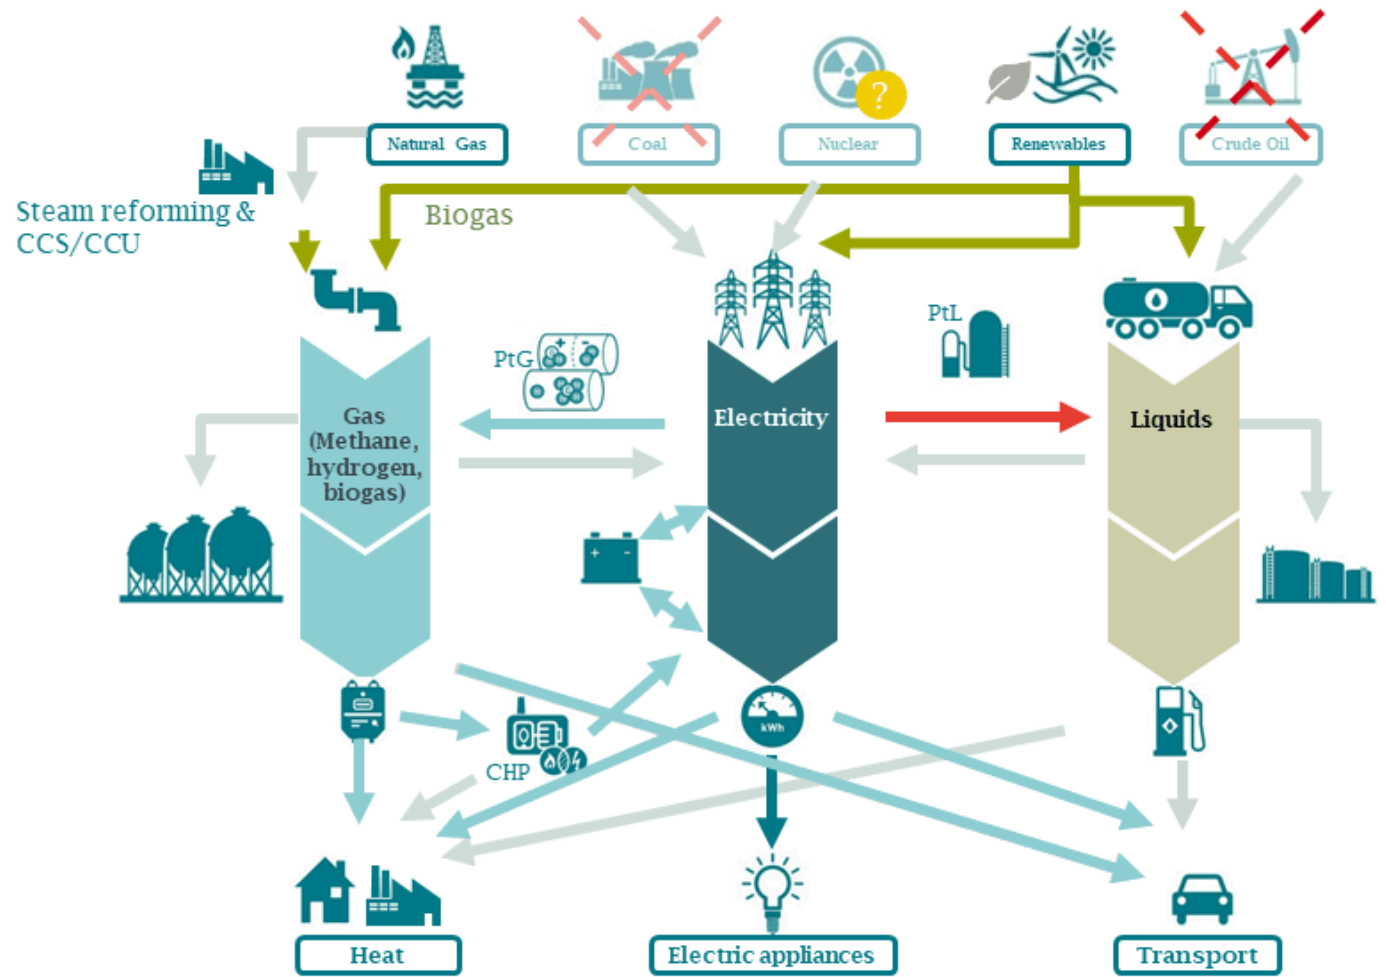 Natural Gas
Coal
?
Nuclear
Renewables
Crude Oil
Steam reforming &
CCS/CCU
Biogas
PtG
+ -
PtL
Gas
(Methane,
hydrogen,
biogas)
Electricity
Liquids
+ -
kWh
CHP
Heat
Electric appliances
Transport